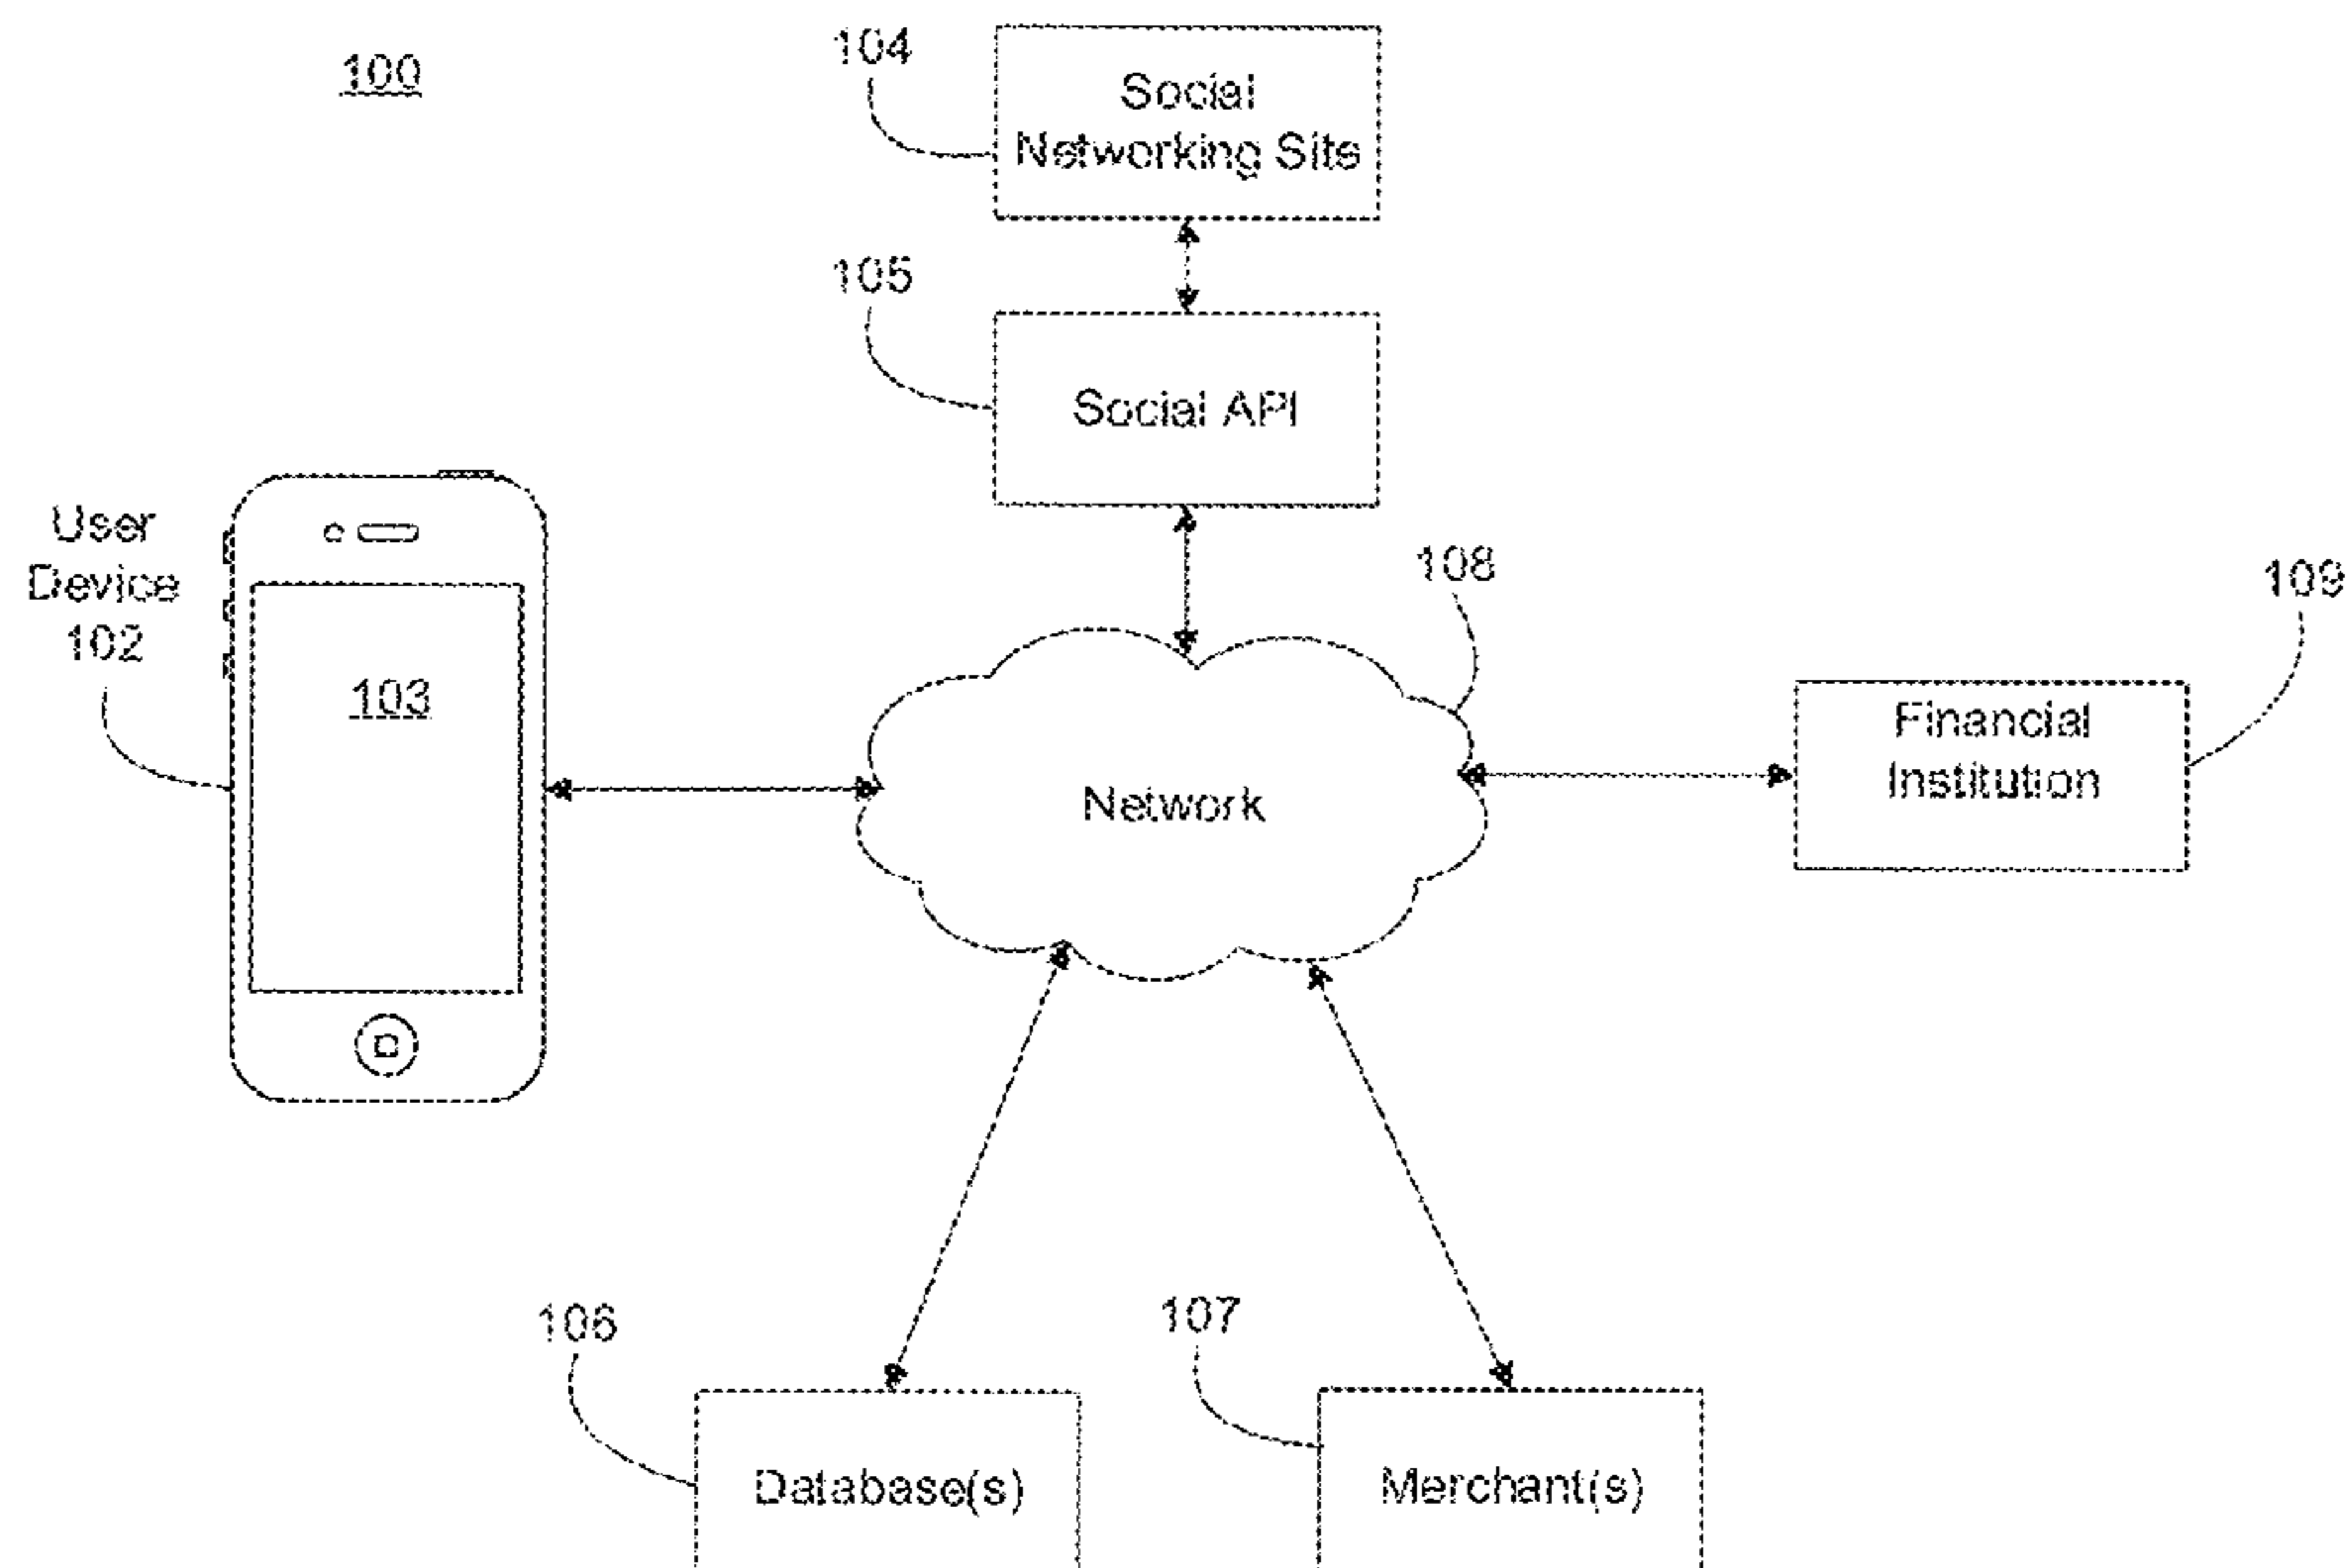 100
104
Social
Networking Site
105
Social API
User
Device
102
103
108
109
Network
Financial
Institution
106
107
Database(s)
Merchant(s)